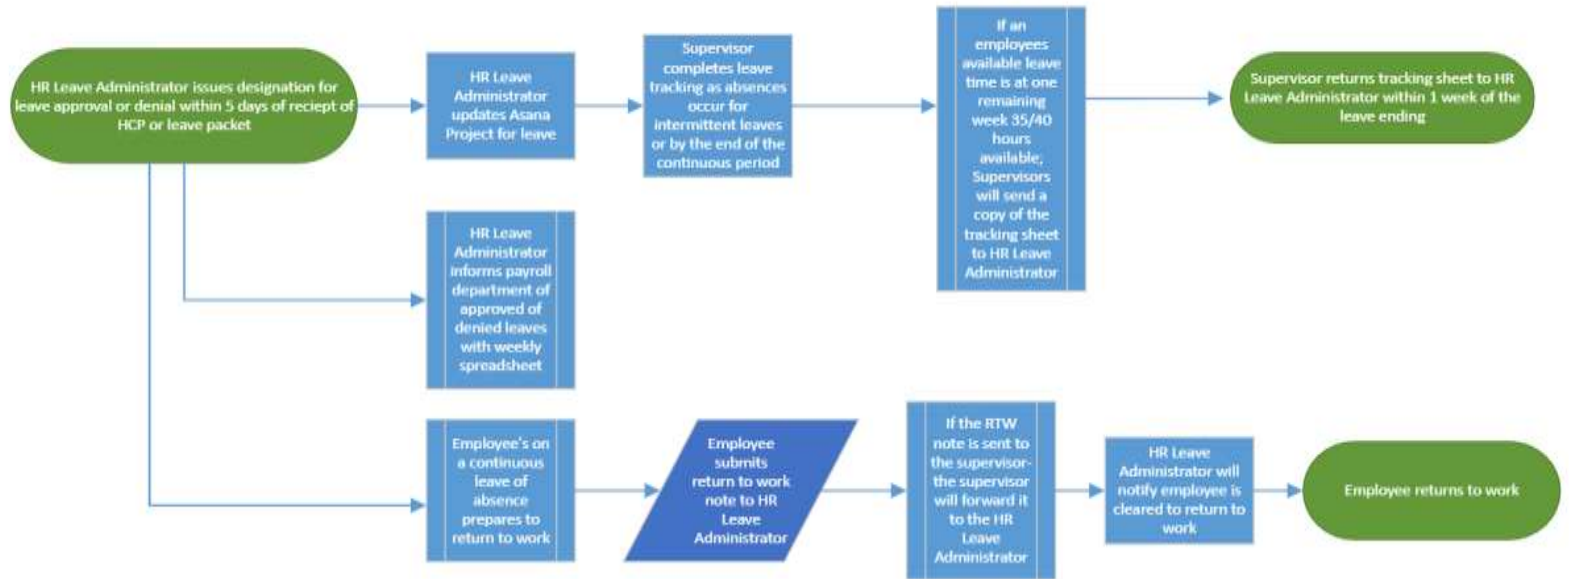 HR Leave Administrator issues designation for
leave approval or denial within 5 days of reciept of
HCP or leave packet
HR Leave
Administrator
updates Asana
Project for leave
Supervisor
completes leave
tracking as absences
occur for
intermittent leaves
or by the end of the
continuous period
If an
employees
available leave
time is at one
remaining
week 35/40
hours
available,
Supervisors
will send a
copy of the
tracking sheet
to HR Leave
Administrator
Supervisor returns tracking sheet to HR
Leave Administrator within 1 week of the
leave ending
HR Leave
Administrator
informs payroll
department of
approved of
denied leaves
with weekly
spreadsheet
Employee's on
a continuous
leave of
absence
prepares to
return to work
Employee
submits
return to work
note to HR
Leave
Administrator
If the RTW
note is sent to
the supervisor-
the supervisor
will forward it
to the HR
Leave
Administrator
HR Leave
Administrator will
notify employee is
cleared to return to
work
Employee returns to work